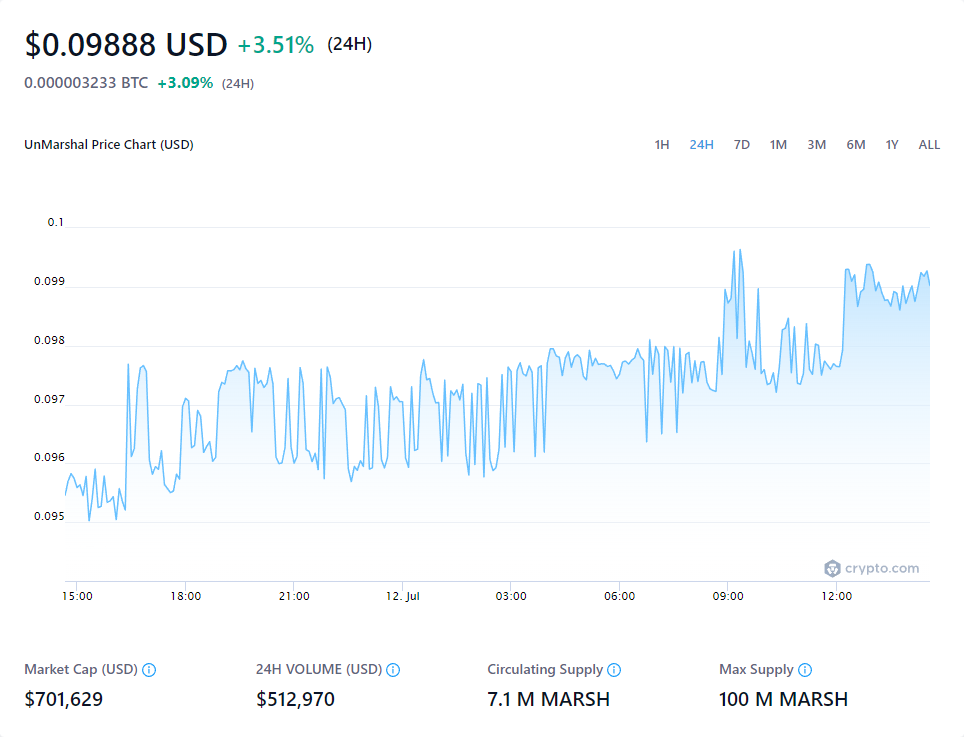 $0.09888 USD +3.51% (24H)
0.000003233 BTC +3.09% (24H)
UnMarshal Price Chart (USD) 1H 24H 7D 1M 3M 6M 1Y ALL
0.1
0.099
0.098
0.097
0.096
0.095
crypto.com
15:00 18:00 21:00 12. Jul 03:00 06:00 09:00 12:00
Market Cap (USD) 24H VOLUME (USD) Circulating Supply Max Supply
$701,629 $512,970 7.1 M MARSH 100 M MARSH